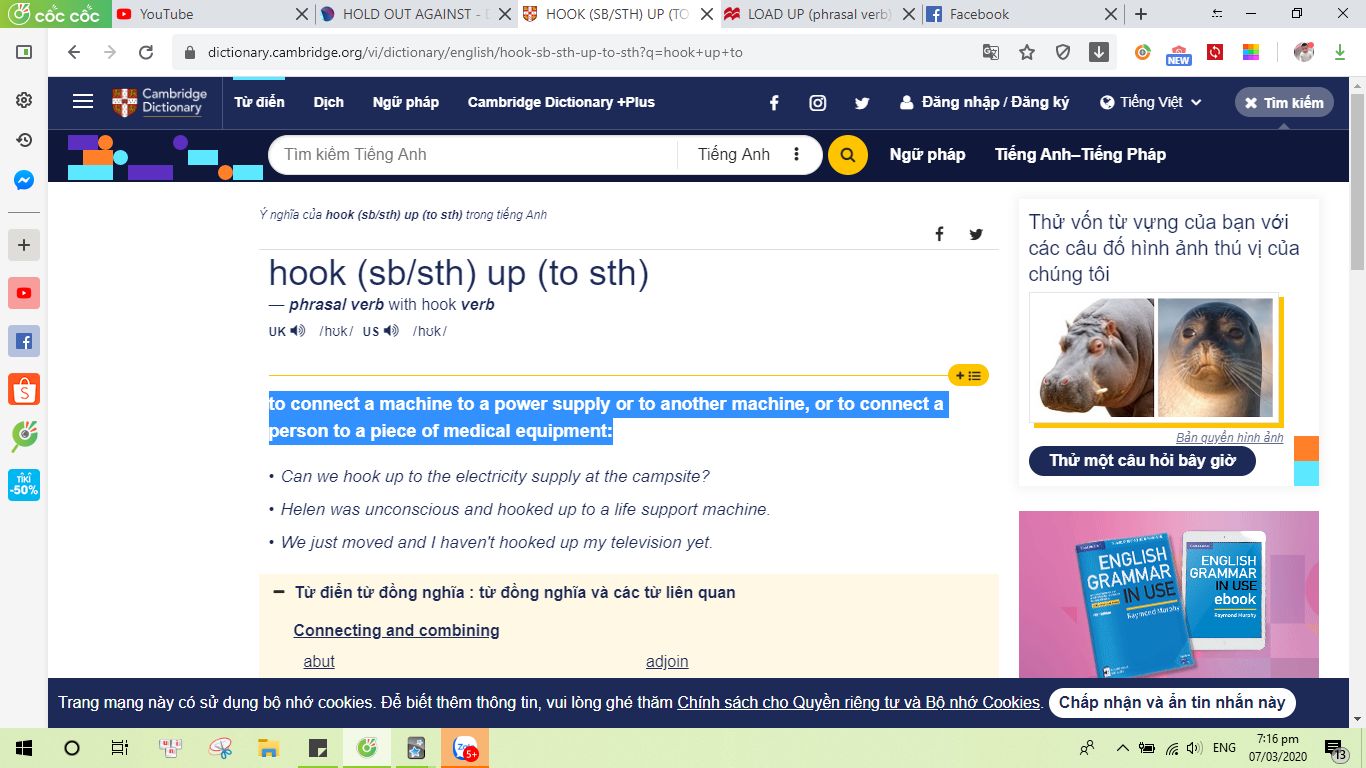 cốc cốc
YouTube
HOLD OUT AGAINST - D
HOOK (SB/STH) UP (TO
LOAD UP (phrasal verb)
Facebook
dictionary.cambridge.org/vi/dictionary/english/hook-sb-sth-up-to-sth?q=hook+up+to
NEW
Cambridge
Dictionary
Từ điển
Dịch
Ngữ pháp
Cambridge Dictionary +Plus
Đăng nhập / Đăng ký
Tiếng Việt
Tìm kiếm
Tìm kiếm Tiếng Anh
Tiếng Anh
Ngữ pháp
Tiếng Anh–Tiếng Pháp
Ý nghĩa của hook (sb/sth) up (to sth) trong tiếng Anh
hook (sb/sth) up (to sth)
— phrasal verb with hook verb
UK /hʊk/ US /hʊk/
to connect a machine to a power supply or to another machine, or to connect a
person to a piece of medical equipment:
• Can we hook up to the electricity supply at the campsite?
• Helen was unconscious and hooked up to a life support machine.
• We just moved and I haven't hooked up my television yet.
Từ điển từ đồng nghĩa : từ đồng nghĩa và các từ liên quan
Connecting and combining
abut
adjoin
Thử vốn từ vựng của bạn với
các câu đố hình ảnh thú vị của
chúng tôi
Bản quyền hình ảnh
Thử một câu hỏi bây giờ
ENGLISH
GRAMMAR
IN USE
Raymond Murphy
ENGLISH
GRAMMAR
IN USE
ebook
Raymond Murphy
TIKI
-50%
Trang mạng này có sử dụng bộ nhớ cookies. Để biết thêm thông tin, vui lòng ghé thăm Chính sách cho Quyền riêng tư và Bộ nhớ Cookies.
Chấp nhận và ẩn tin nhắn này
5+
ENG
7:16 pm
07/03/2020
13